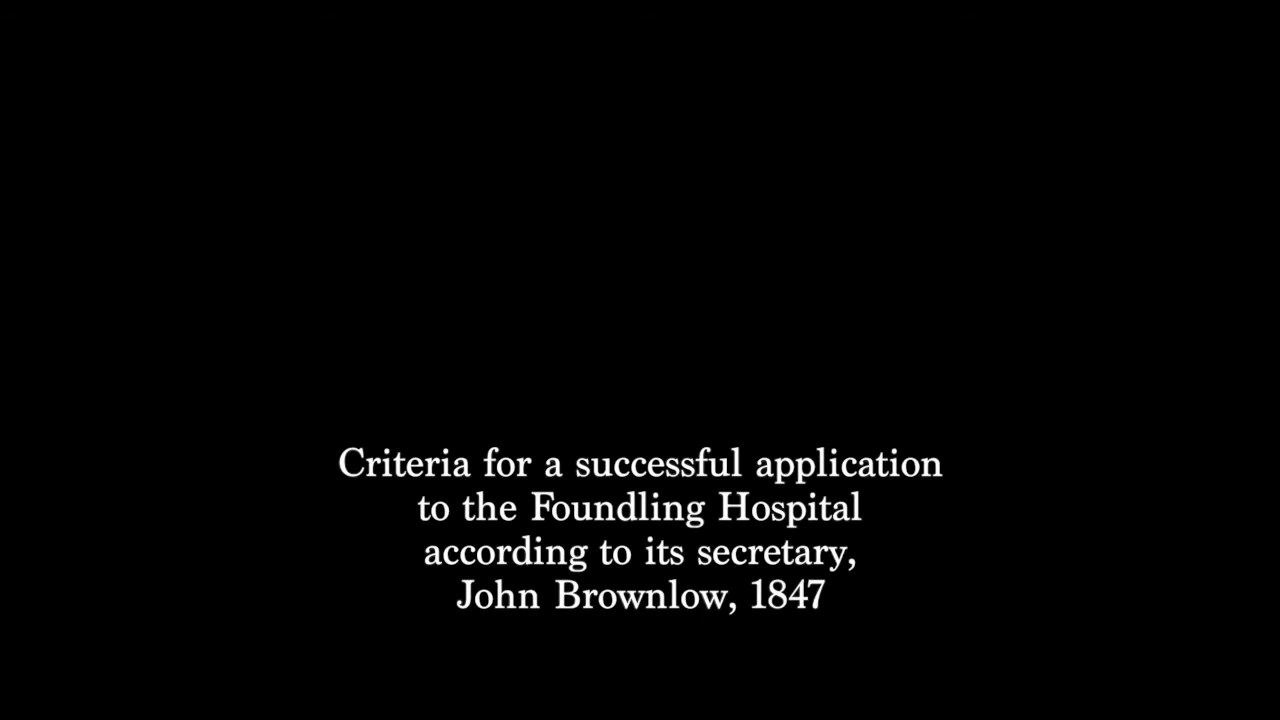 Criteria for a successful application
to the Foundling Hospital
according to its secretary,
John Brownlow, 1847